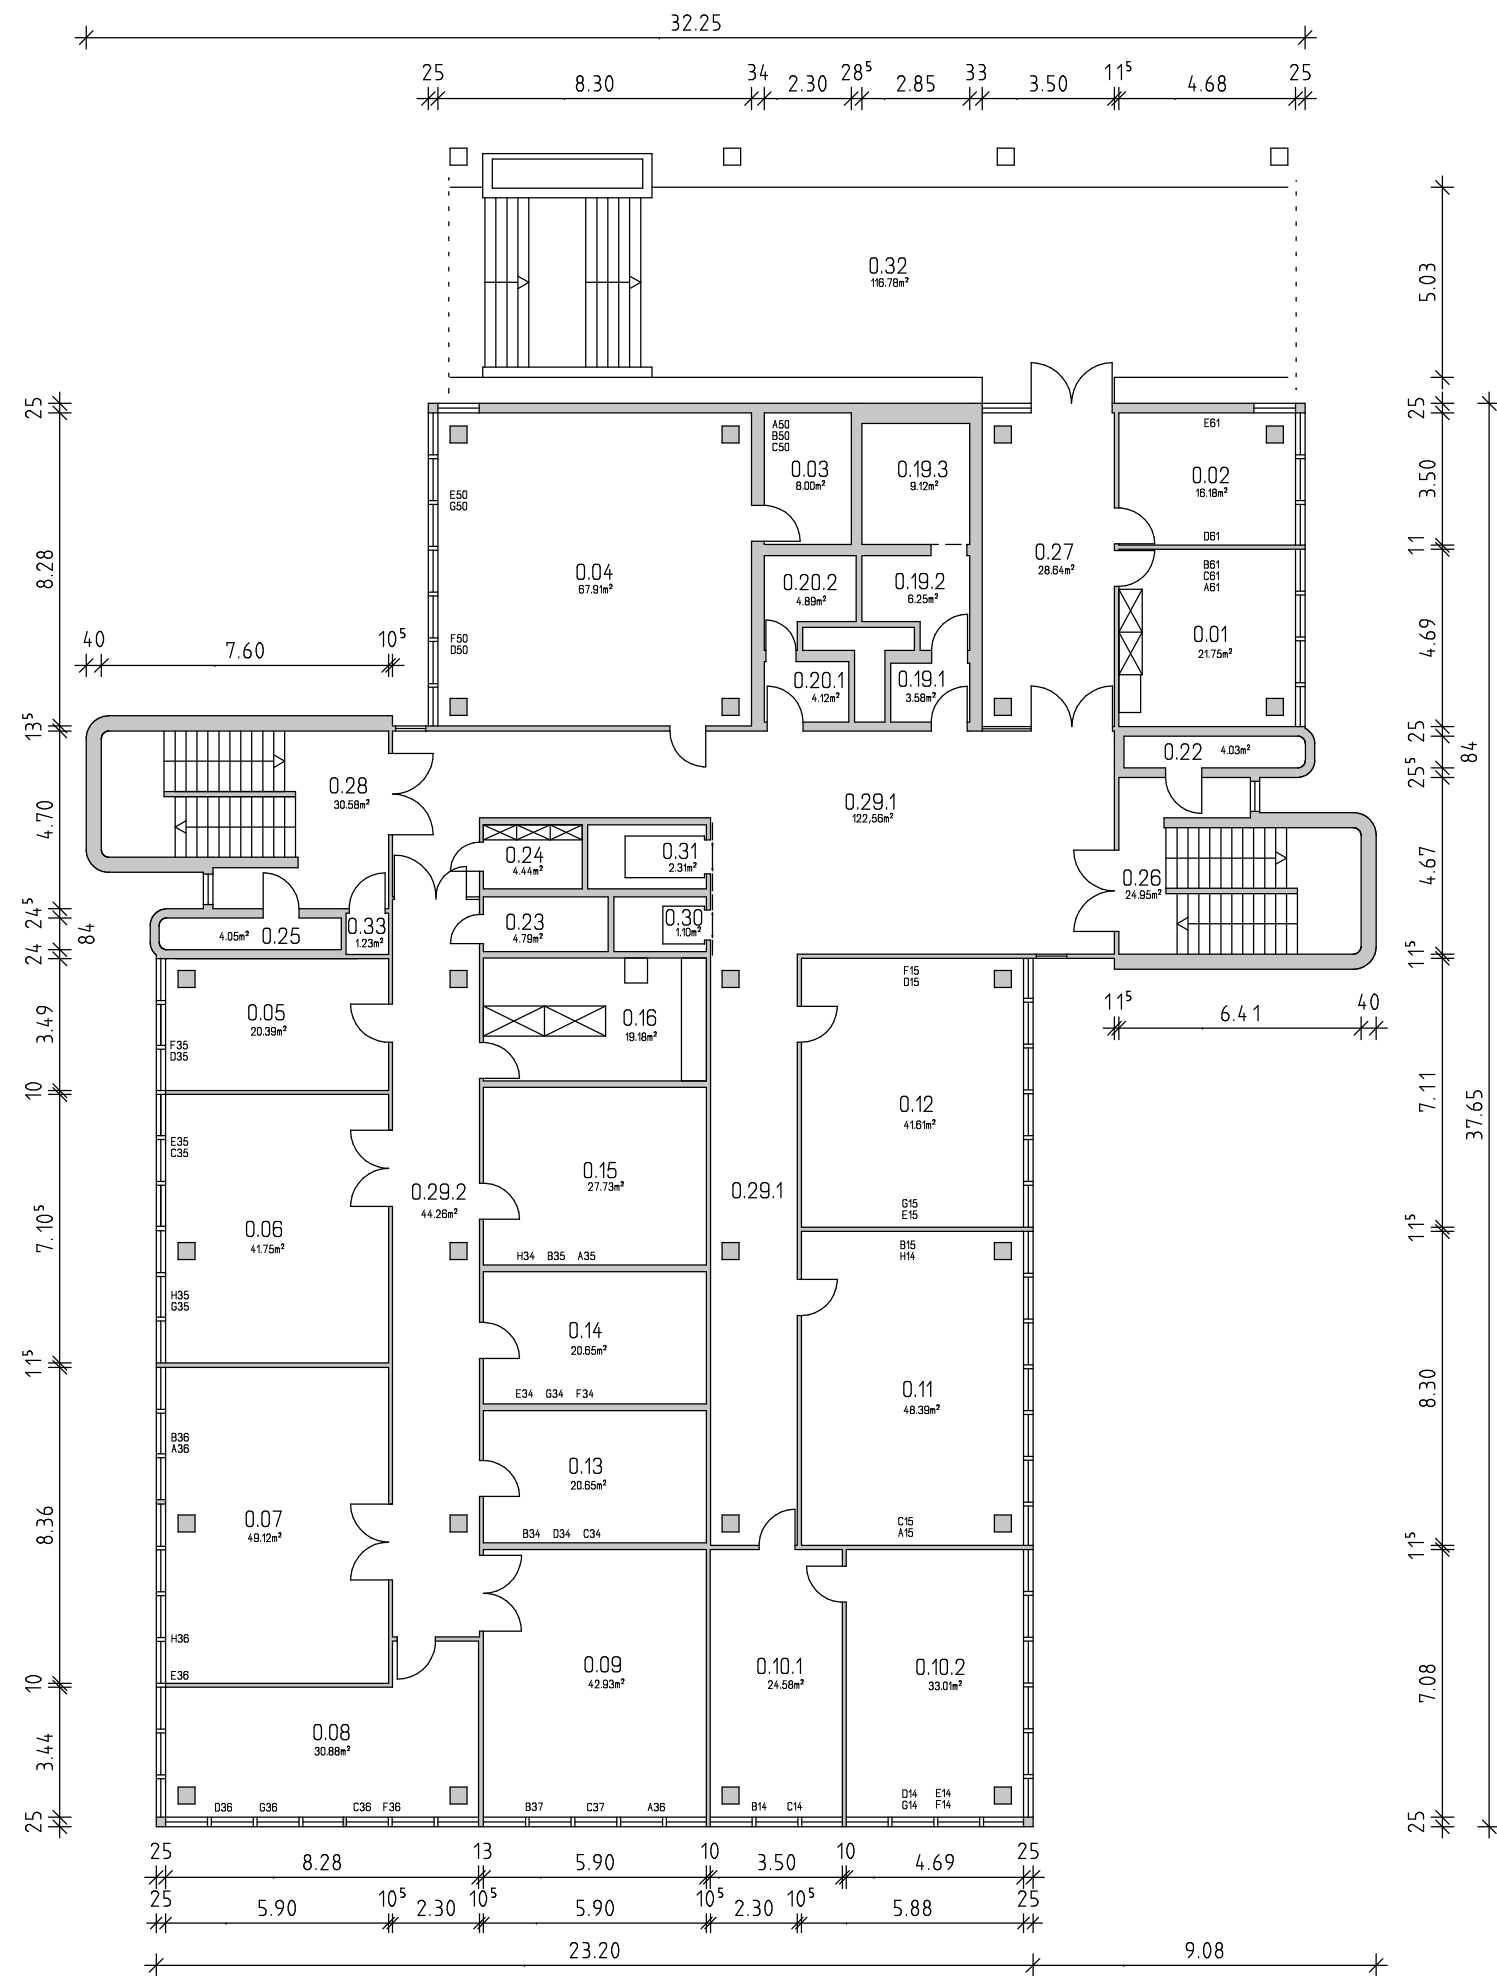 32.25
25 8.30 34 2.30 28⁵ 2.85 33 3.50 11⁵ 4.68 25
0.32
116.78m²
5.03
25
8.28
13⁵
4.70
24⁵
84
24
3.49
10
7.10⁵
11⁵
8.36
10
3.44
25
40 7.60 10⁵
25
3.50
11
4.69
25
84
25⁵
4.67
11⁵
7.11
11⁵
8.30
11⁵
7.08
25
37.65
E50
G50
0.04
67.91m²
F50
D50
A50
B50
C50
0.03
8.00m²
0.19.3
9.12m²
0.20.2
4.89m²
0.19.2
6.25m²
0.20.1
4.12m²
0.19.1
3.58m²
0.27
28.64m²
E61
0.02
16.18m²
D61
B61
C61
A61
0.01
21.75m²
0.22 4.03m²
0.28
30.58m²
0.29.1
122,56m²
0.24
4.44m²
0.31
2.31m²
0.23
4.79m²
0.30
1.10m²
0.26
24.95m²
4.05m² 0.25
0.33
1.23m²
11⁵ 6.41 40
0.05
20.39m²
F35
D35
0.16
19.18m²
F15
D15
0.12
41.61m²
G15
E15
E35
C35
0.06
41.75m²
H35
G35
0.29.2
44.26m²
0.15
27.73m²
H34 B35 A35
0.29.1
B15
H14
0.14
20.65m²
E34 G34 F34
0.11
48.39m²
C15
A15
B36
A36
0.07
49.12m²
H36
E36
0.13
20.65m²
B34 D34 C34
0.09
42.93m²
B37 C37 A36
0.10.1
24.58m²
B14 C14
0.10.2
33.01m²
D14 E14
G14 F14
0.08
30.88m²
D36 G36 C36 F36
25 8.28 13 5.90 10 3.50 10 4.69 25
25 5.90 10⁵ 2.30 10⁵ 5.90 10⁵ 2.30 10⁵ 5.88 25
23.20 9.08